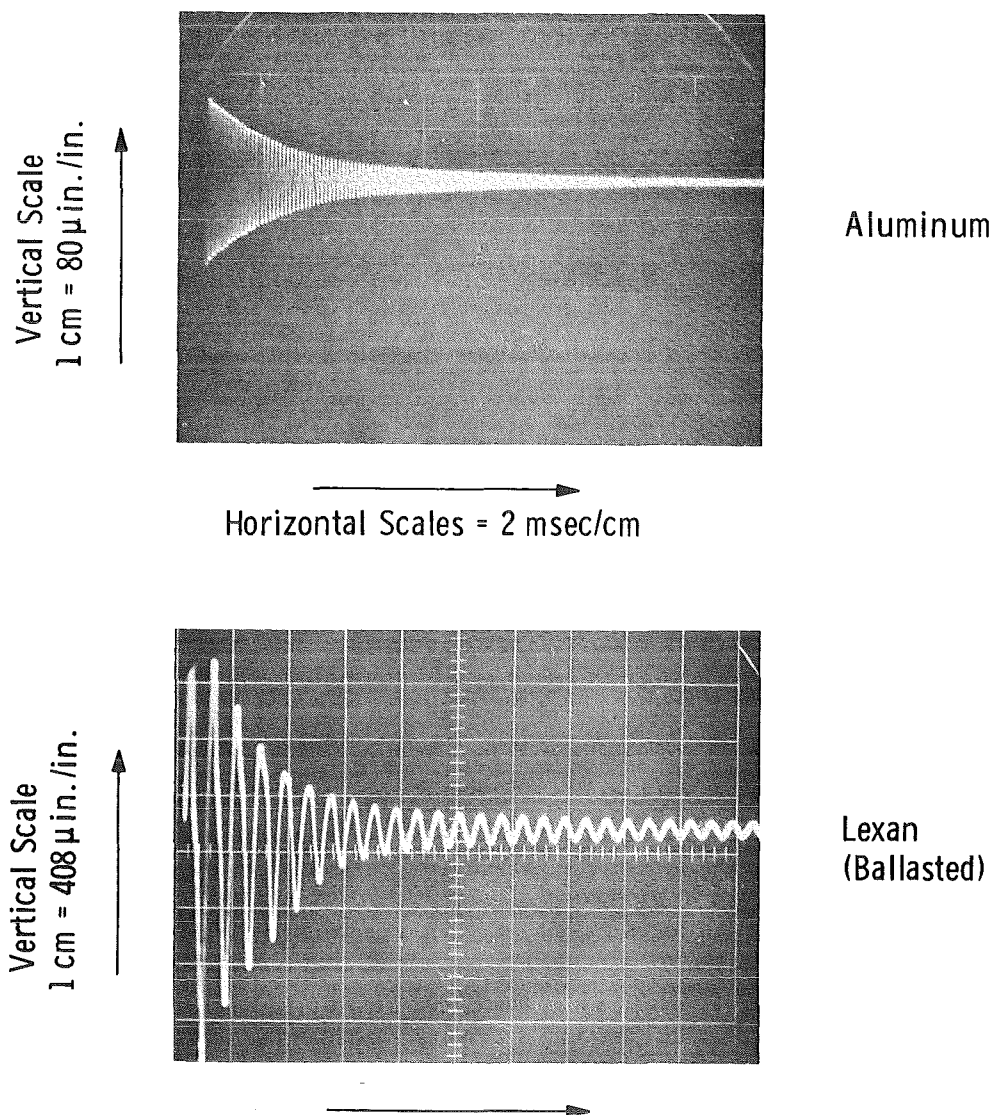 Vertical Scale
1 cm = 80 μ in./in.
Aluminum
Horizontal Scales = 2 msec/cm
Vertical Scale
1 cm = 408 μ in./in.
Lexan
(Ballasted)